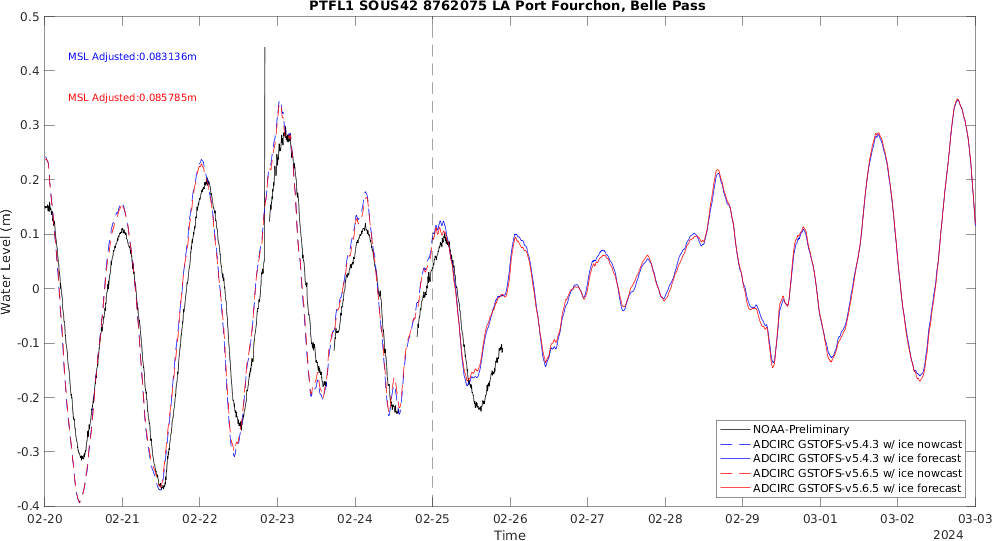 PTFL1 SOUS42 8762075 LA Port Fourchon, Belle Pass
0.5
0.4
0.3
0.2
0.1
0
-0.1
-0.2
-0.3
-0.4
Water Level (m)
MSL Adjusted:0.083136m
MSL Adjusted:0.085785m
NOAA-Preliminary
ADCIRC GSTOFS-v5.4.3 w/ ice nowcast
ADCIRC GSTOFS-v5.4.3 w/ ice forecast
ADCIRC GSTOFS-v5.6.5 w/ ice nowcast
ADCIRC GSTOFS-v5.6.5 w/ ice forecast
02-20 02-21 02-22 02-23 02-24 02-25 02-26 02-27 02-28 02-29 03-01 03-02 03-03
Time
2024